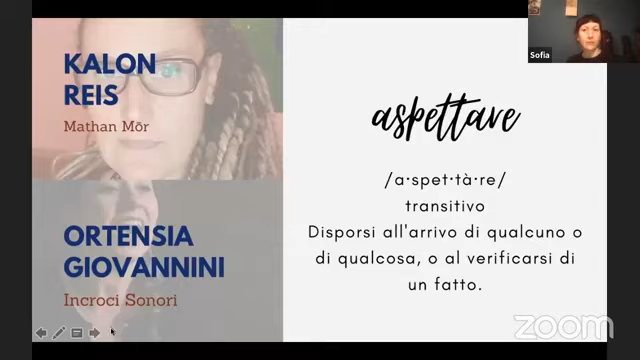 KALON
REIS
Mathan Mōr
ORTENSIA
GIOVANNINI
Incroci Sonori
aspettare
/a·spet·tà·re/
transitivo
Disporsi all'arrivo di qualcuno o
di qualcosa, o al verificarsi di
un fatto.
Sofia
zoom